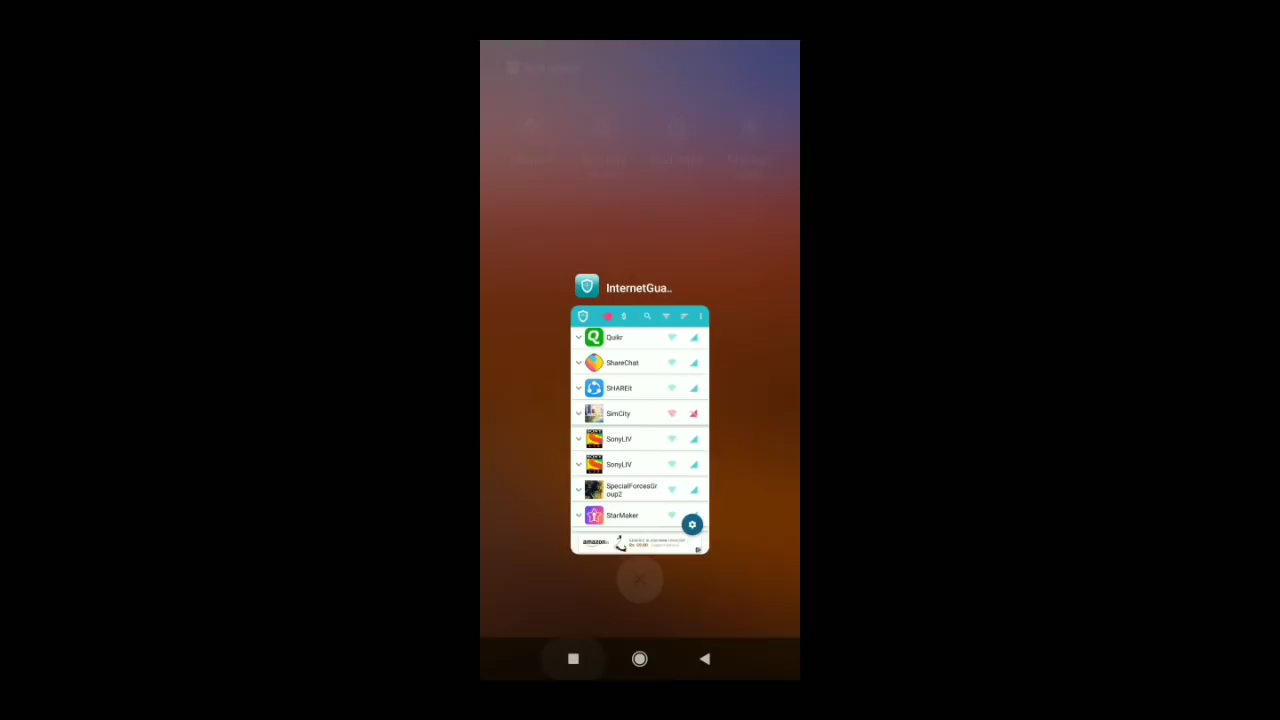 InternetGua..
$
Quikr
ShareChat
SHAREit
SimCity
SonyLIV
SonyLIV
SpecialForcesGr
oup2
StarMaker
amazon